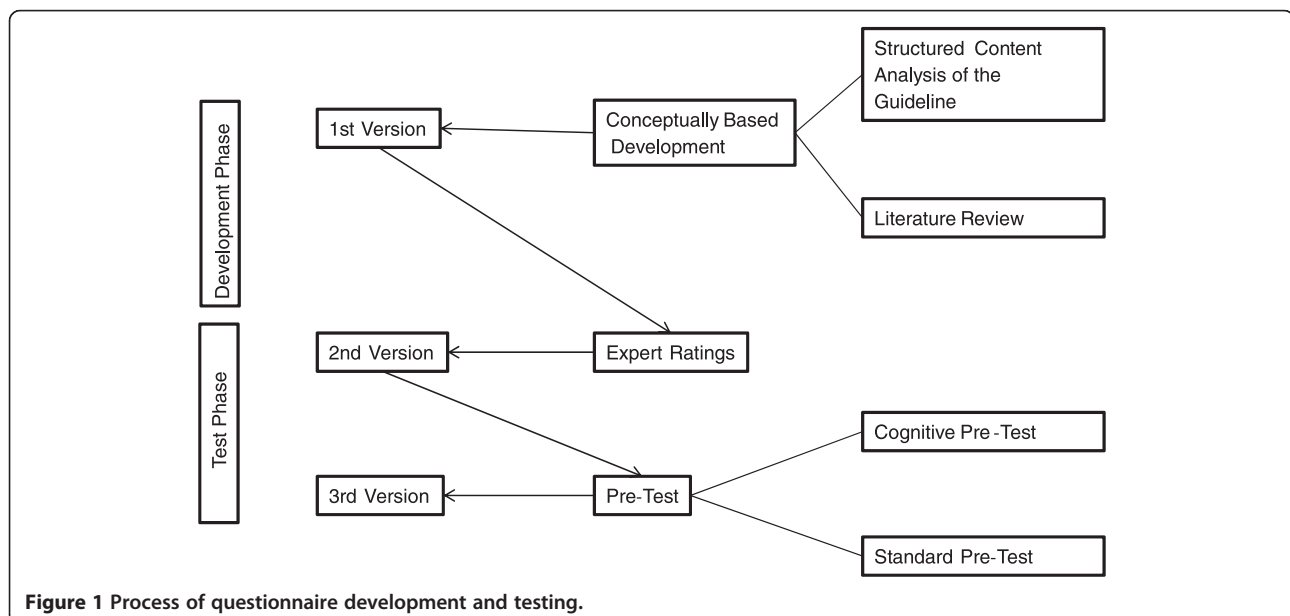 Structured Content
Analysis of the
Guideline
Development Phase
1st Version
Conceptually Based
Development
Literature Review
Test Phase
2nd Version
Expert Ratings
Cognitive Pre-Test
3rd Version
Pre-Test
Standard Pre-Test
Figure 1 Process of questionnaire development and testing.